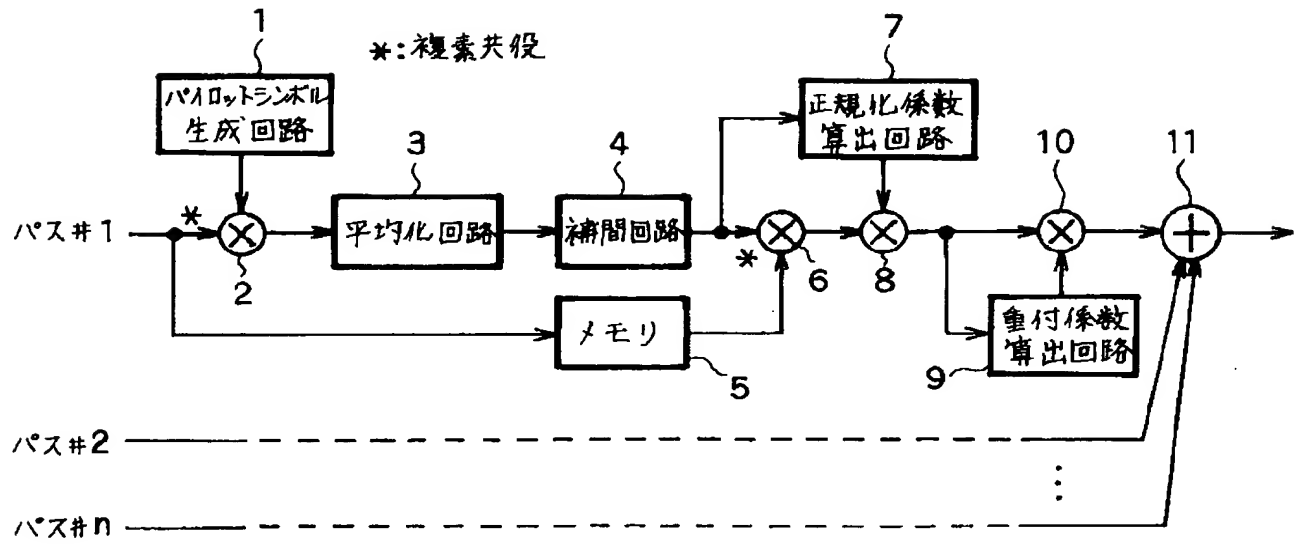 1
*:複素共役
7
パイロットシンボル
生成回路
正規化係数
算出回路
3
4
10
11
パス#1
*
平均化回路
補間回路
*
2
6
8
メモリ
重付係数
算出回路
5
9
パス#2
パス#n